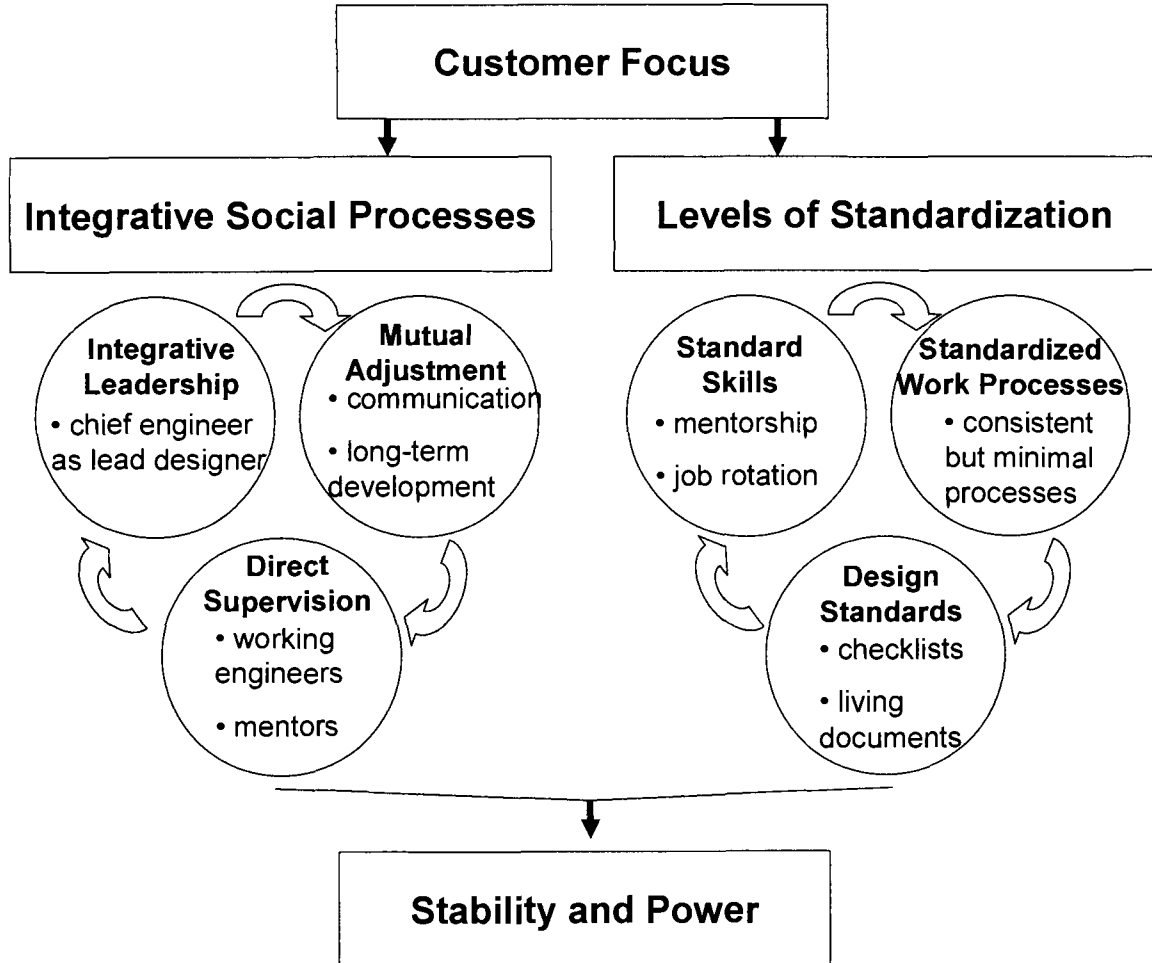 Customer Focus
Integrative Social Processes
Levels of Standardization
Integrative
Leadership
• chief engineer
as lead designer
Mutual
Adjustment
• communication
• long-term
development
Direct
Supervision
• working
engineers
• mentors
Standard
Skills
• mentorship
• job rotation
Standardized
Work Processes
• consistent
but minimal
processes
Design
Standards
• checklists
• living
documents
Stability and Power